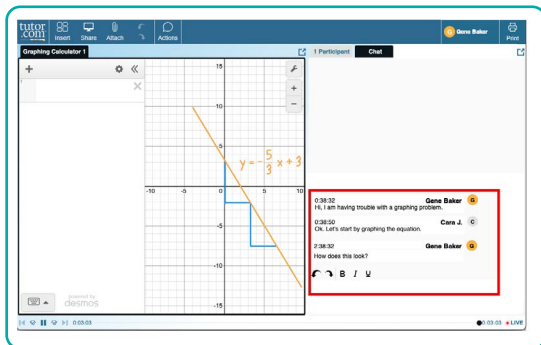 tutor
.com
Insert
Share
Attach
Actions
G Gene Baker
Print
Graphing Calculator 1
1 Participant
Chat
15
10
5
-10
-5
0
5
10
-5
-10
-15
y = -5/3 x + 3
1
powered by
desmos
0:38:32 Gene Baker G
Hi, I am having trouble with a graphing problem.
0:38:50 Cara J. C
Ok. Let's start by graphing the equation.
2:38:32 Gene Baker G
How does this look?
B I U
0:03:03
0:03:03 LIVE